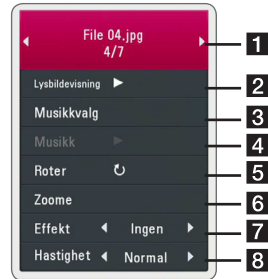 File 04.jpg 1
4/7
Lysbildevisning 2
Musikkvalg 3
Musikk 4
Roter 5
Zoome 6
Effekt Ingen 7
Hastighet Normal 8